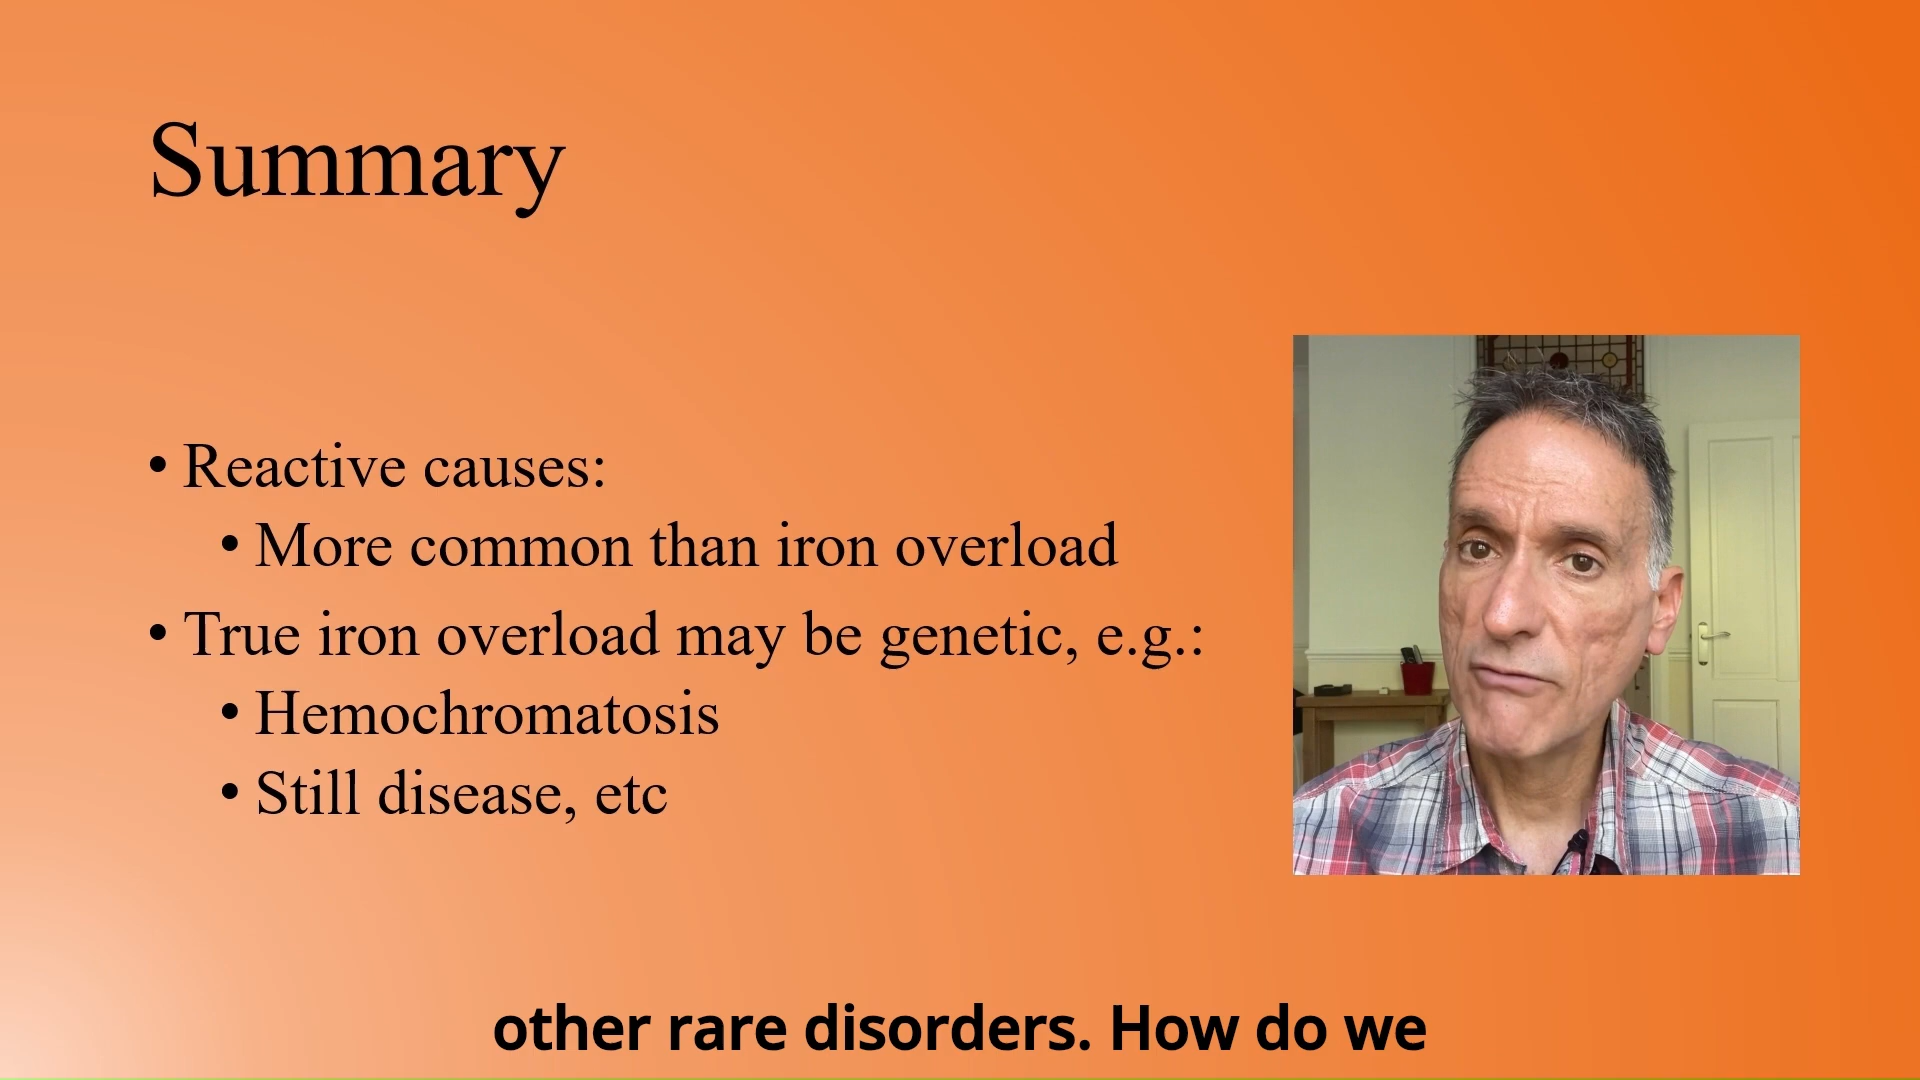 Summary
• Reactive causes:
• More common than iron overload
• True iron overload may be genetic, e.g.:
• Hemochromatosis
• Still disease, etc
other rare disorders. How do we